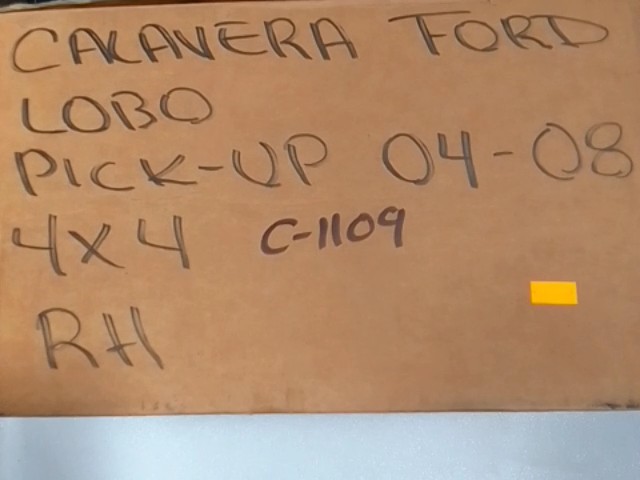 CALAVERA FORD
LOBO
PICK-UP 04-08
4X4 C-1109
RH